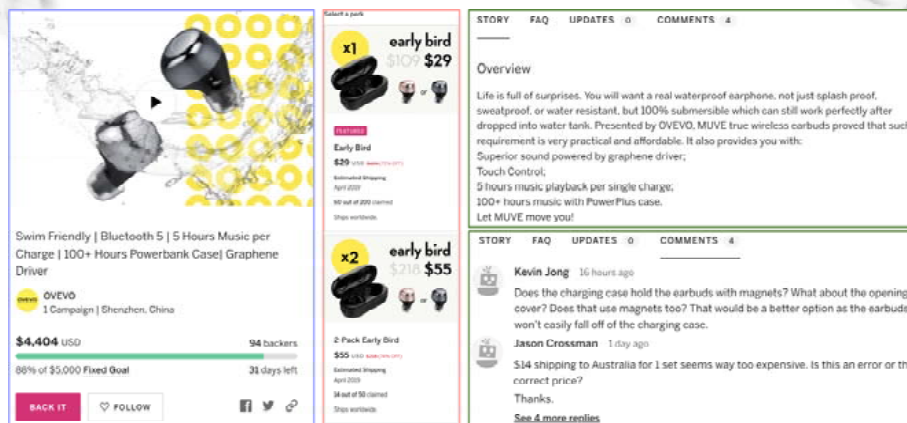 Swim Friendly | Bluetooth 5 | 5 Hours Music per
Charge | 100+ Hours Powerbank Case| Graphene
Driver
OVEVO
OVEVO
1 Campaign | Shenzhen, China
$4,404 USD
94 backers
88% of $5,000 Fixed Goal
31 days left
BACK IT
FOLLOW
Select a perk
x1
early bird
$109 $29
or
FEATURED
Early Bird
$29 USD
Estimated Shipping
April 2019
50 out of 200 claimed
Ships worldwide
x2
early bird
$218 $55
or
2-Pack Early Bird
$55 USD
Estimated Shipping
April 2019
14 out of 50 claimed
Ships worldwide
STORY FAQ UPDATES 0 COMMENTS 4
Overview
Life is full of surprises. You will want a real waterproof earphone, not just splash proof,
sweatproof, or water resistant, but 100% submersible which can still work perfectly after
dropped into water tank. Presented by OVEVO, MUVE true wireless earbuds proved that such
requirement is very practical and affordable. It also provides you with:
Superior sound powered by graphene driver;
Touch Control;
5 hours music playback per single charge;
100+ hours music with PowerPlus case.
Let MUVE move you!
STORY FAQ UPDATES 0 COMMENTS 4
Kevin Jong 16 hours ago
Does the charging case hold the earbuds with magnets? What about the opening
cover? Does that use magnets too? That would be a better option as the earbuds
won't easily fall off of the charging case.
Jason Crossman 1 day ago
$14 shipping to Australia for 1 set seems way too expensive. Is this an error or th
correct price?
Thanks.
See 4 more replies